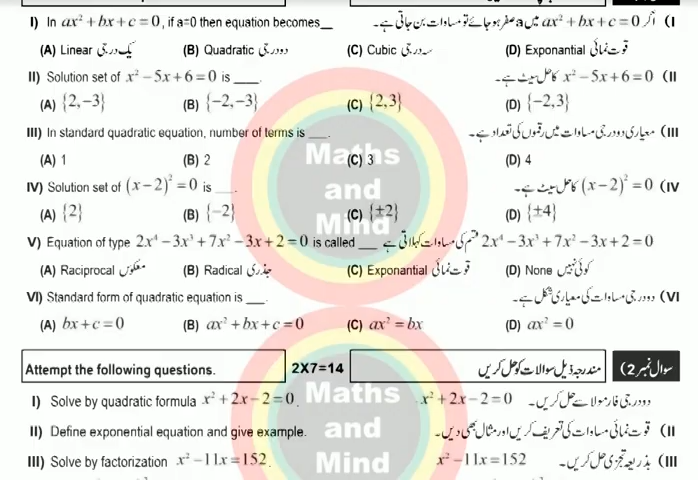 I) In ax² + bx + c = 0, if a=0 then equation becomes__ اگر ax² + bx + c = 0 میں a صفر ہو جائے تو مساوات بن جاتی ہے۔ (I
(A) Linear یک درجی (B) Quadratic دو درجی (C) Cubic سہ درجی (D) Exponantial قوت نمائی
II) Solution set of x² − 5x + 6 = 0 is ____. x² − 5x + 6 = 0 کا حل سیٹ ہے۔ (II
(A) {2,−3} (B) {−2,−3} (C) {2,3} (D) {−2,3}
III) In standard quadratic equation, number of terms is ___. معیاری دو درجی مساوات میں رقموں کی تعداد ہے۔ (III
(A) 1 (B) 2 (C) 3 (D) 4
IV) Solution set of (x−2)² = 0 is ___. (x−2)² = 0 کا حل سیٹ ہے۔ (IV
(A) {2} (B) {−2} (C) {±2} (D) {±4}
V) Equation of type 2x⁴ − 3x³ + 7x² − 3x + 2 = 0 is called ___ 2x⁴ − 3x³ + 7x² − 3x + 2 = 0 قسم کی مساوات کہلاتی ہے
(A) Reciprocal معکوس (B) Radical جذری (C) Exponantial قوت نمائی (D) None کوئی نہیں
VI) Standard form of quadratic equation is ___. دو درجی مساوات کی معیاری شکل ہے۔ (VI
(A) bx + c = 0 (B) ax² + bx + c = 0 (C) ax² = bx (D) ax² = 0
Maths
and
Mind
Attempt the following questions. 2X7=14 مندرجہ ذیل سوالات کو حل کریں سوال نمبر 2)
I) Solve by quadratic formula x² + 2x − 2 = 0. x² + 2x − 2 = 0 دو درجی فارمولا سے حل کریں۔
II) Define exponential equation and give example. قوت نمائی مساوات کی تعریف کریں اور مثال بھی دیں۔ (II
III) Solve by factorization x² − 11x = 152. x² − 11x = 152 بذریعہ تجزی حل کریں۔ (III
Maths
and
Mind